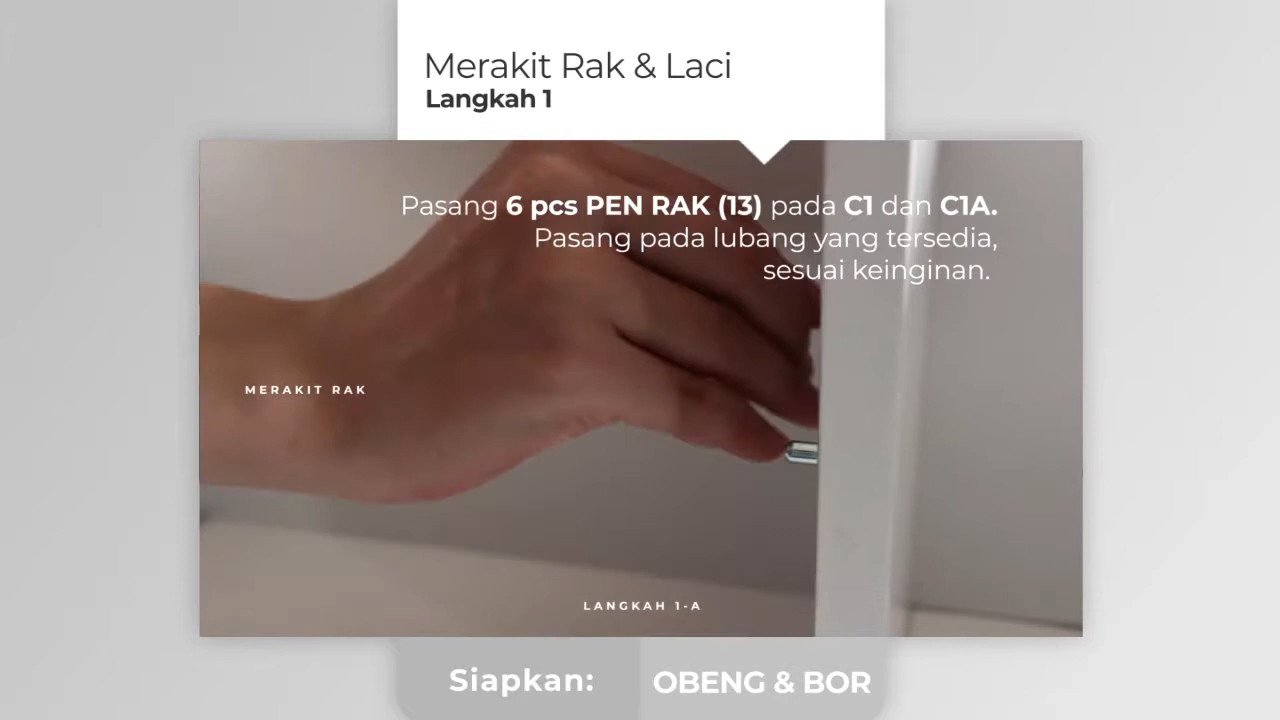 Merakit Rak & Laci
Langkah 1
Pasang 6 pcs PEN RAK (13) pada C1 dan C1A.
Pasang pada lubang yang tersedia,
sesuai keinginan.
MERAKIT RAK
LANGKAH 1-A
Siapkan: OBENG & BOR